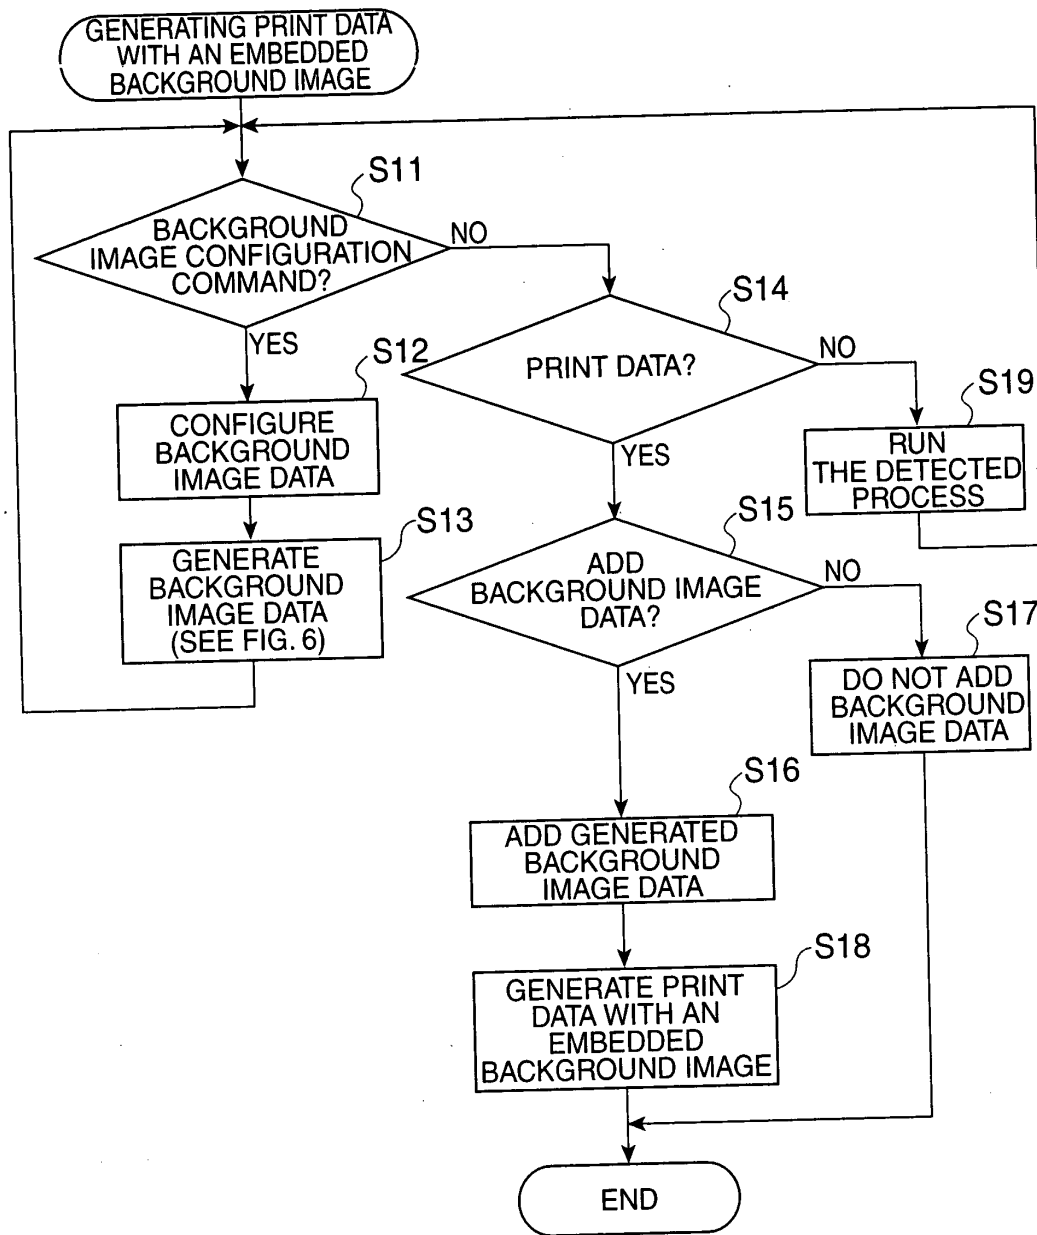 GENERATING PRINT DATA
WITH AN EMBEDDED
BACKGROUND IMAGE
S11
BACKGROUND
IMAGE CONFIGURATION
COMMAND?
NO
YES
S12
CONFIGURE
BACKGROUND
IMAGE DATA
S13
GENERATE
BACKGROUND
IMAGE DATA
(SEE FIG. 6)
S14
PRINT DATA?
NO
YES
S19
RUN
THE DETECTED
PROCESS
S15
ADD
BACKGROUND IMAGE
DATA?
NO
YES
S17
DO NOT ADD
BACKGROUND
IMAGE DATA
S16
ADD GENERATED
BACKGROUND
IMAGE DATA
S18
GENERATE PRINT
DATA WITH AN
EMBEDDED
BACKGROUND IMAGE
END